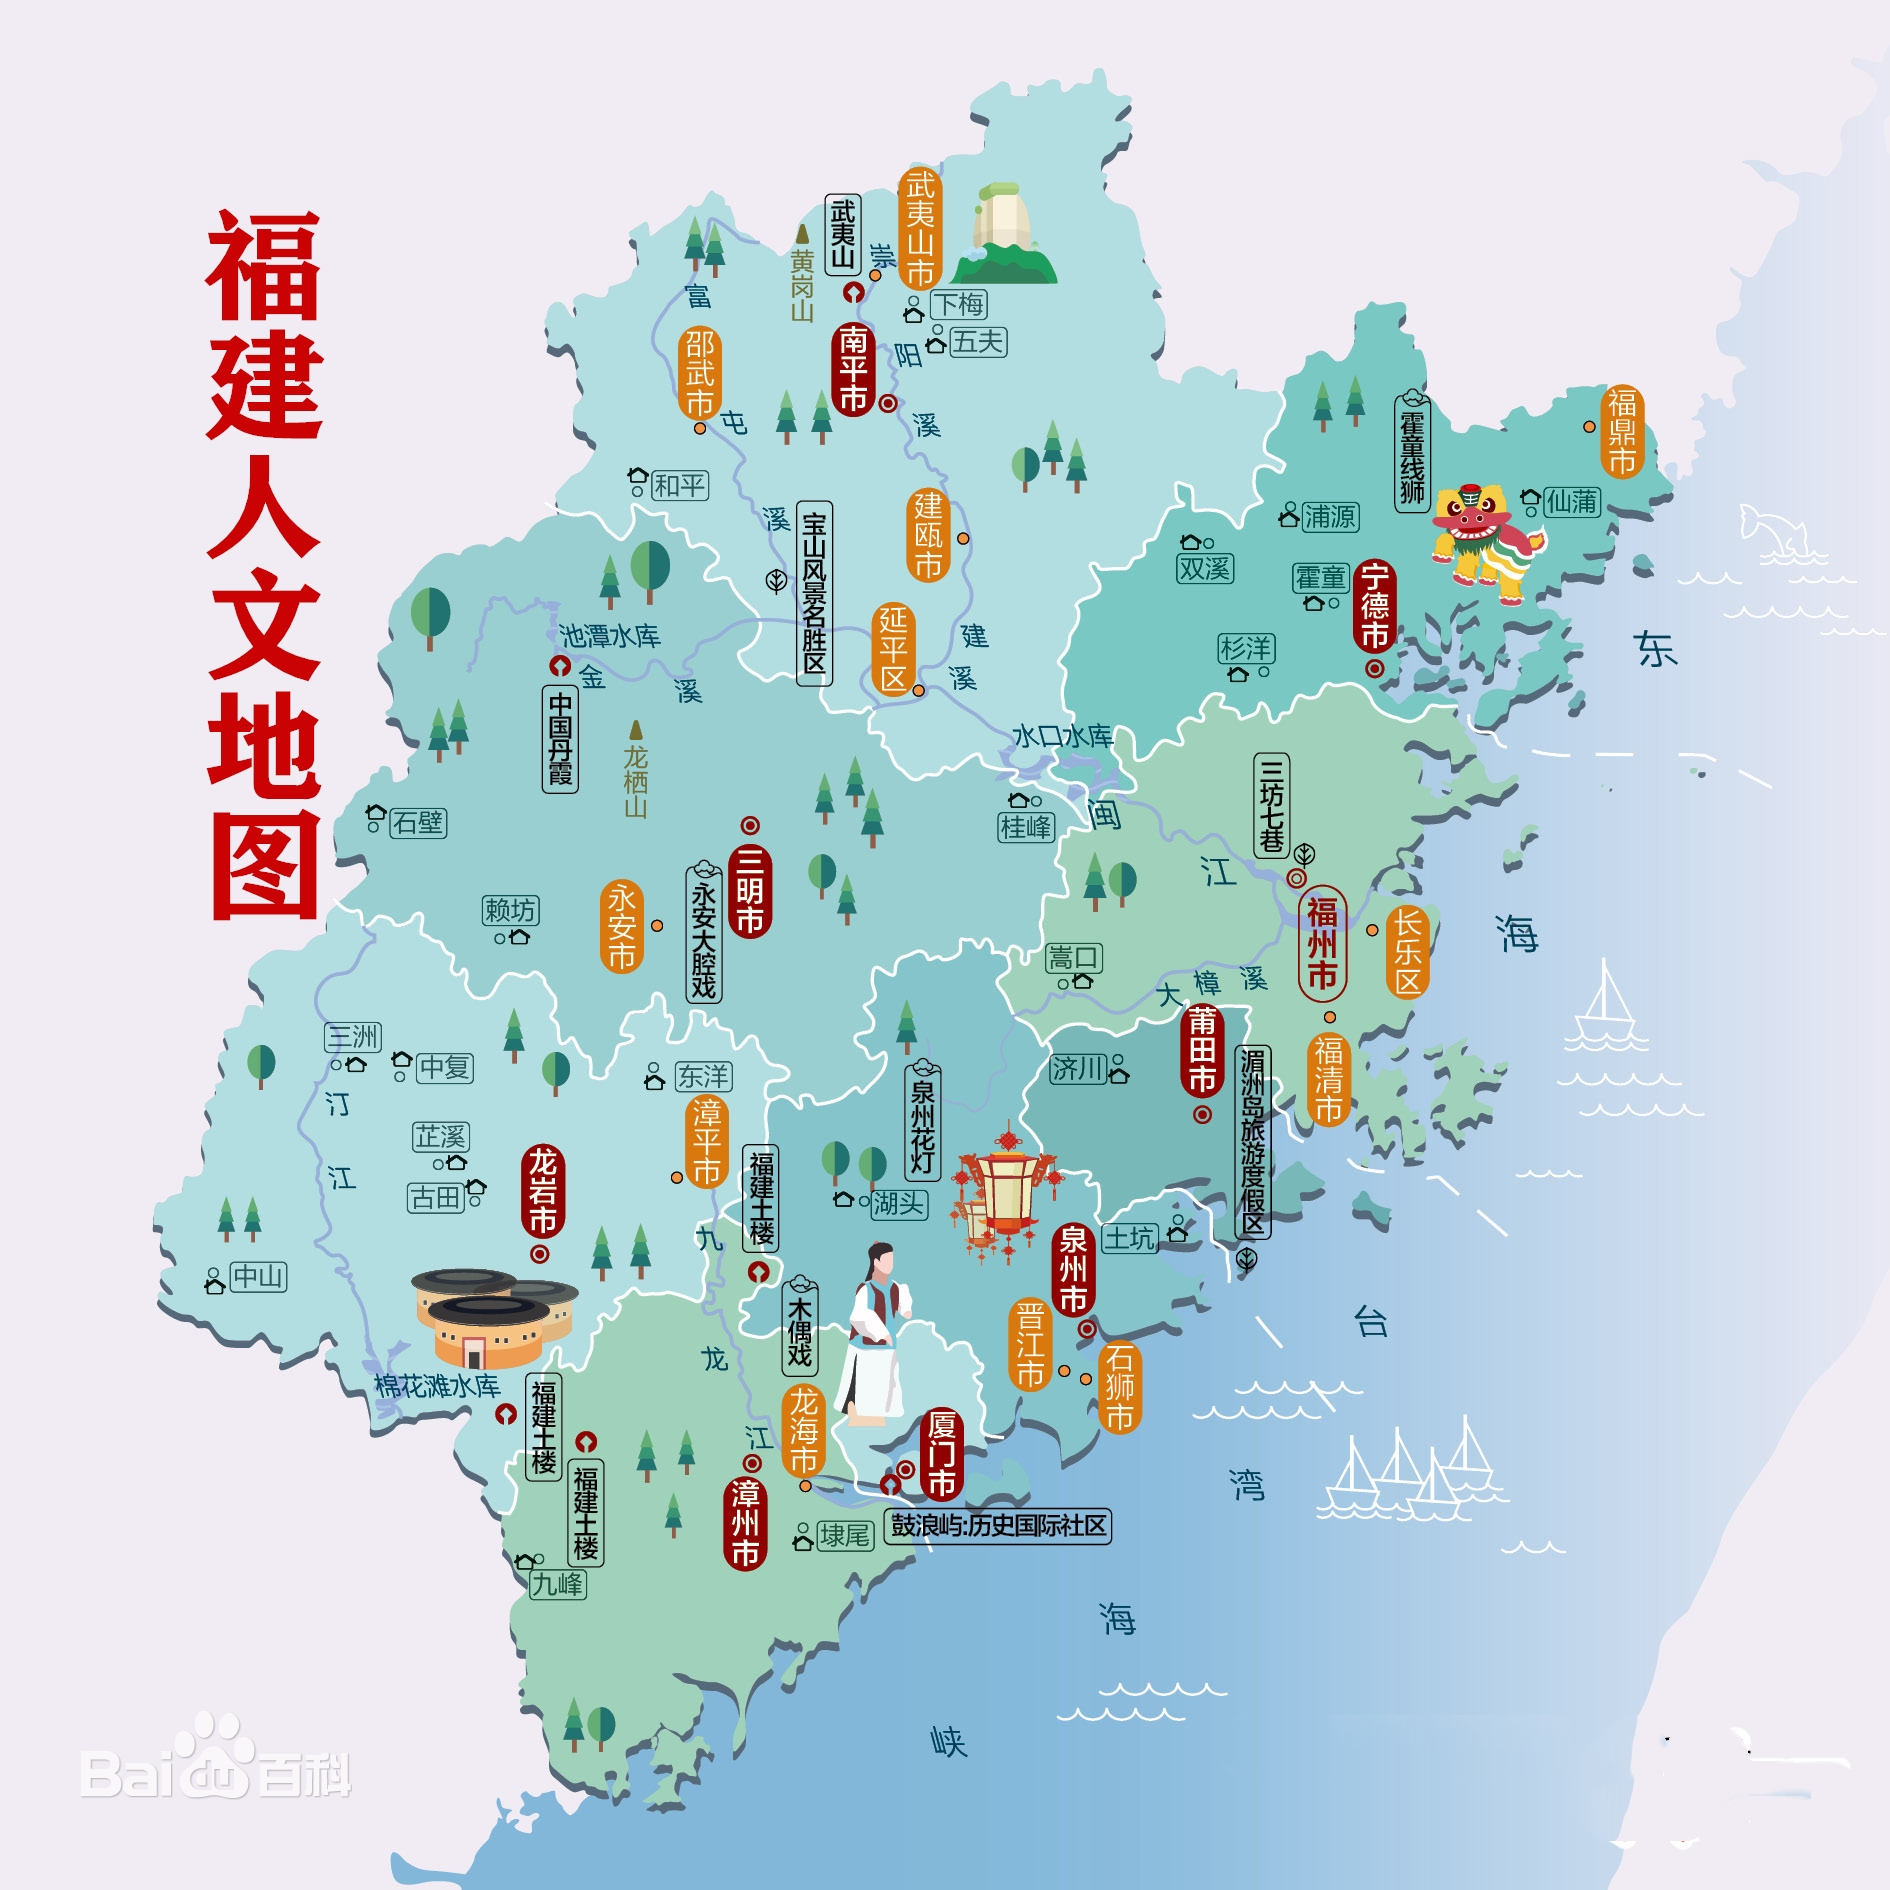 福建人文地图
武夷山市
武夷山
崇
黄岗山
下梅
五夫
富
邵武市
南平市
阳
屯
溪
和平
溪
宝山风景名胜区
建瓯市
延平区
建
溪
福鼎市
霍童线狮
仙蒲
浦源
双溪
霍童
宁德市
杉洋
东
池潭水库
金
溪
中国丹霞
龙栖山
水口水库
石壁
桂峰
闽
三坊七巷
江
三明市
永安市
永安大腔戏
赖坊
福州市
长乐区
海
嵩口
大
樟
溪
莆田市
福清市
湄洲岛旅游度假区
济川
三洲
中复
东洋
漳平市
泉州花灯
汀
芷溪
江
古田
龙岩市
福建土楼
湖头
九
土坑
泉州市
中山
木偶戏
晋江市
石狮市
台
龙
棉花滩水库
福建土楼
龙海市
厦门市
江
福建土楼
漳州市
湾
鼓浪屿:历史国际社区
埭尾
九峰
海
峡
Bai du 百科